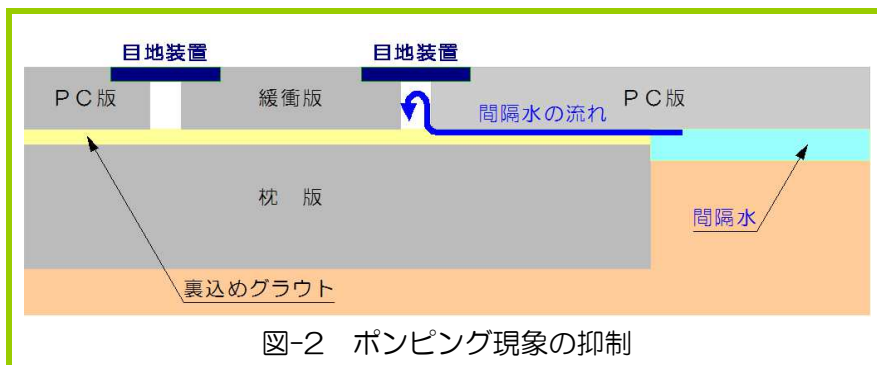 目地装置
目地装置
PC版
緩衝版
間隔水の流れ
PC版
枕 版
間隔水
裏込めグラウト
図-2 ポンピング現象の抑制